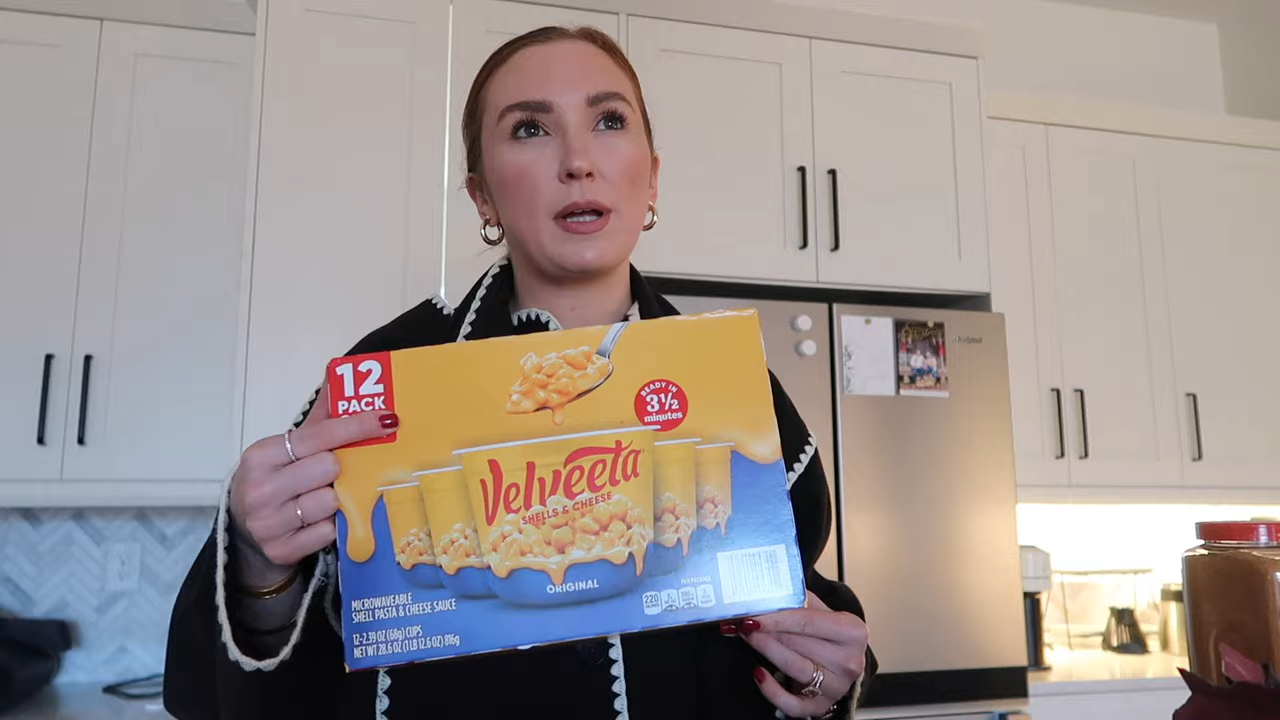 12
PACK
READY IN
3½
minutes
Velveeta
SHELLS & CHEESE
ORIGINAL
MICROWAVEABLE
SHELL PASTA & CHEESE SAUCE
12-2.39 OZ (68g) CUPS
NET WT 28.6 OZ (1 LB 12.6 OZ) 816g
220